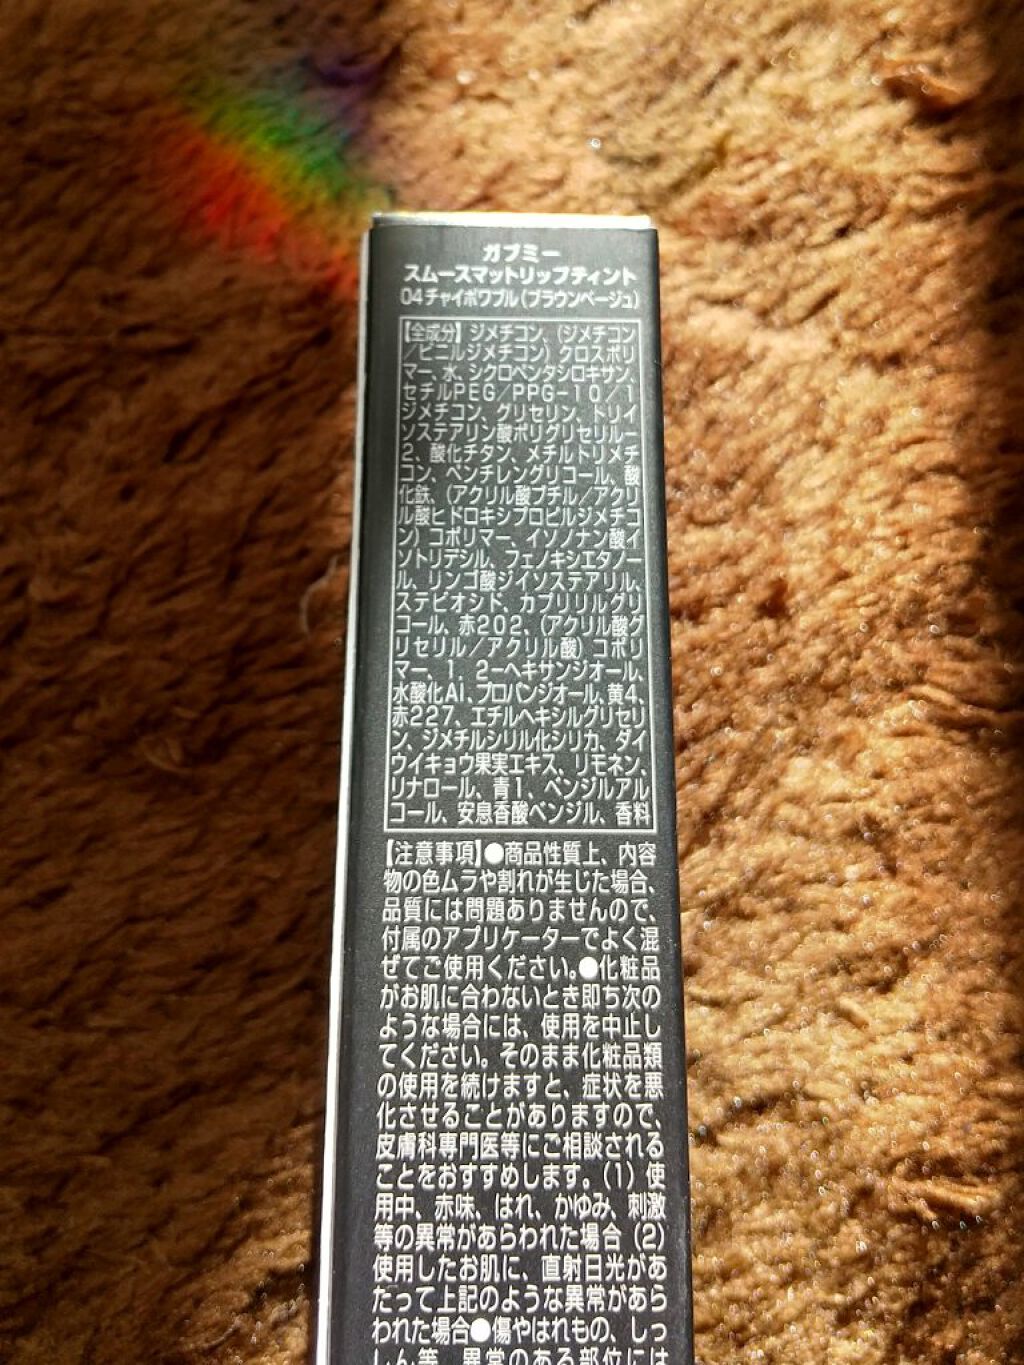 ガブミー
スムースマットリップティント
04チャイボワブル(ブラウンベージュ)
【全成分】ジメチコン、(ジメチコン
/ビニルジメチコン)クロスポリ
マー、水、シクロペンタシロキサン、
セチルPEG/PPG-10/1
ジメチコン、グリセリン、トリイ
ソステアリン酸ポリグリセリル-
2、酸化チタン、メチルトリメチ
コン、ペンチレングリコール、酸
化鉄、(アクリル酸ブチル/アクリ
ル酸ヒドロキシプロピルジメチコ
ン)コポリマー、イソノナン酸イ
ソトリデシル、フェノキシエタノー
ル、リンゴ酸ジイソステアリル、
ステビオシド、カプリリルグリ
コール、赤202、(アクリル酸グ
リセリル/アクリル酸)コポリ
マー、1,2-ヘキサンジオール、
水酸化Al、プロパンジオール、黄4、
赤227、エチルヘキシルグリセリ
ン、ジメチルシリル化シリカ、ダイ
ウイキョウ果実エキス、リモネン、
リナロール、青1、ベンジルアル
コール、安息香酸ベンジル、香料
【注意事項】●商品性質上、内容
物の色ムラや割れが生じた場合、
品質には問題ありませんので、
付属のアプリケーターでよく混
ぜてご使用ください。●化粧品
がお肌に合わないとき即ち次の
ような場合には、使用を中止し
てください。そのまま化粧品類
の使用を続けますと、症状を悪
化させることがありますので、
皮膚科専門医等にご相談される
ことをおすすめします。(1)使
用中、赤味、はれ、かゆみ、刺激
等の異常があらわれた場合(2)
使用したお肌に、直射日光があ
たって上記のような異常があら
われた場合●傷やはれもの、しっ
しん等、異常のある部位には